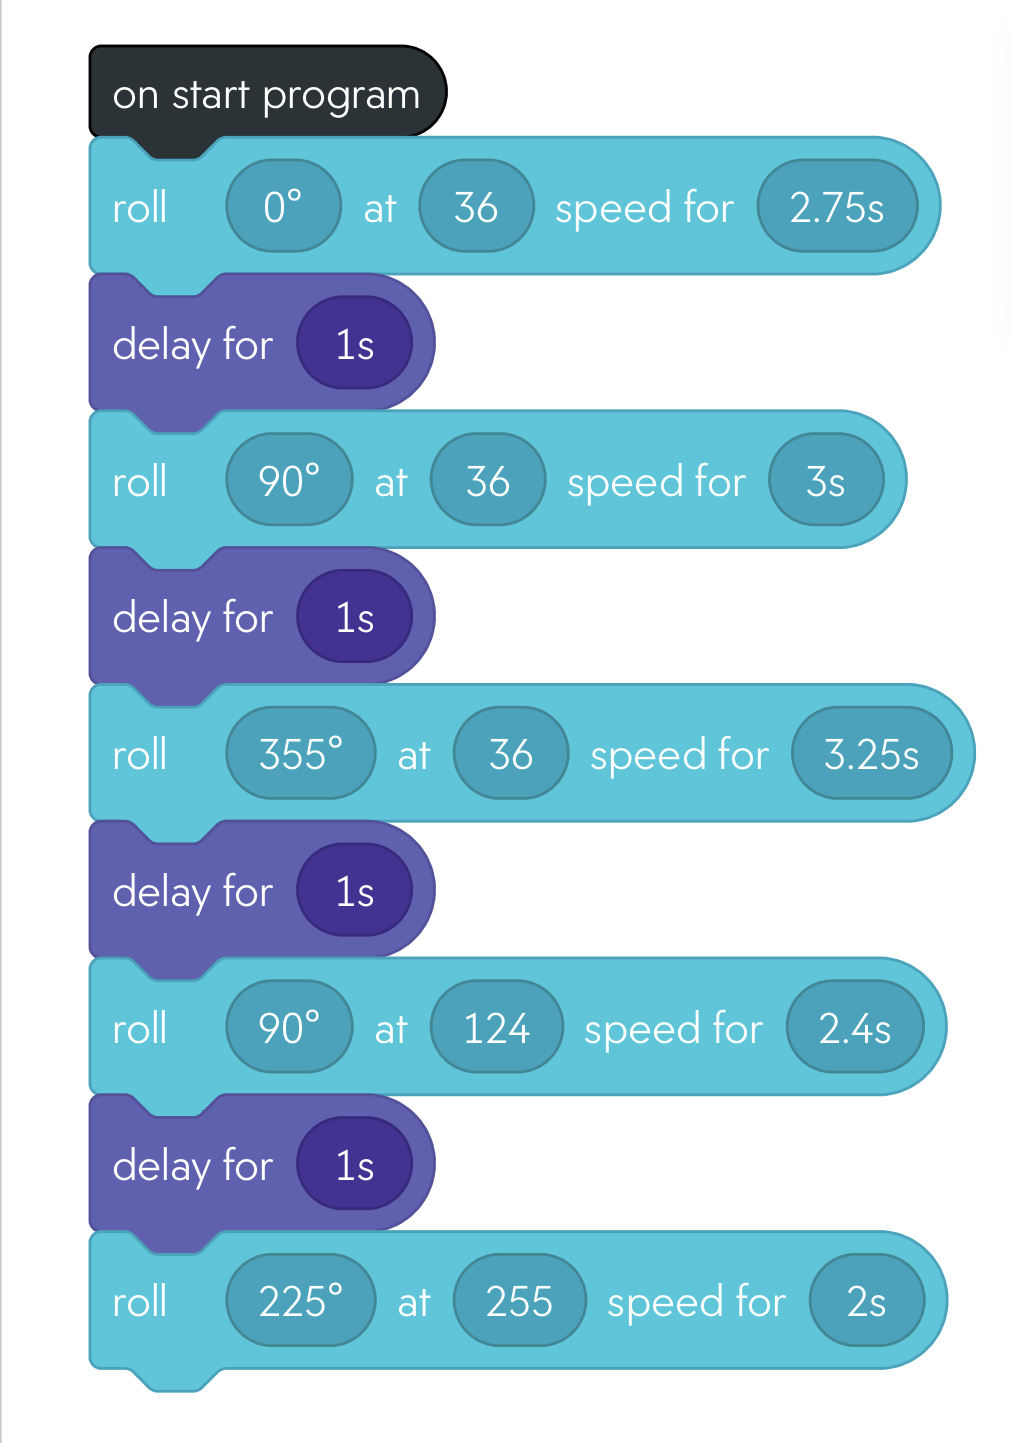 on start program
roll 0° at 36 speed for 2.75s
delay for 1s
roll 90° at 36 speed for 3s
delay for 1s
roll 355° at 36 speed for 3.25s
delay for 1s
roll 90° at 124 speed for 2.4s
delay for 1s
roll 225° at 255 speed for 2s